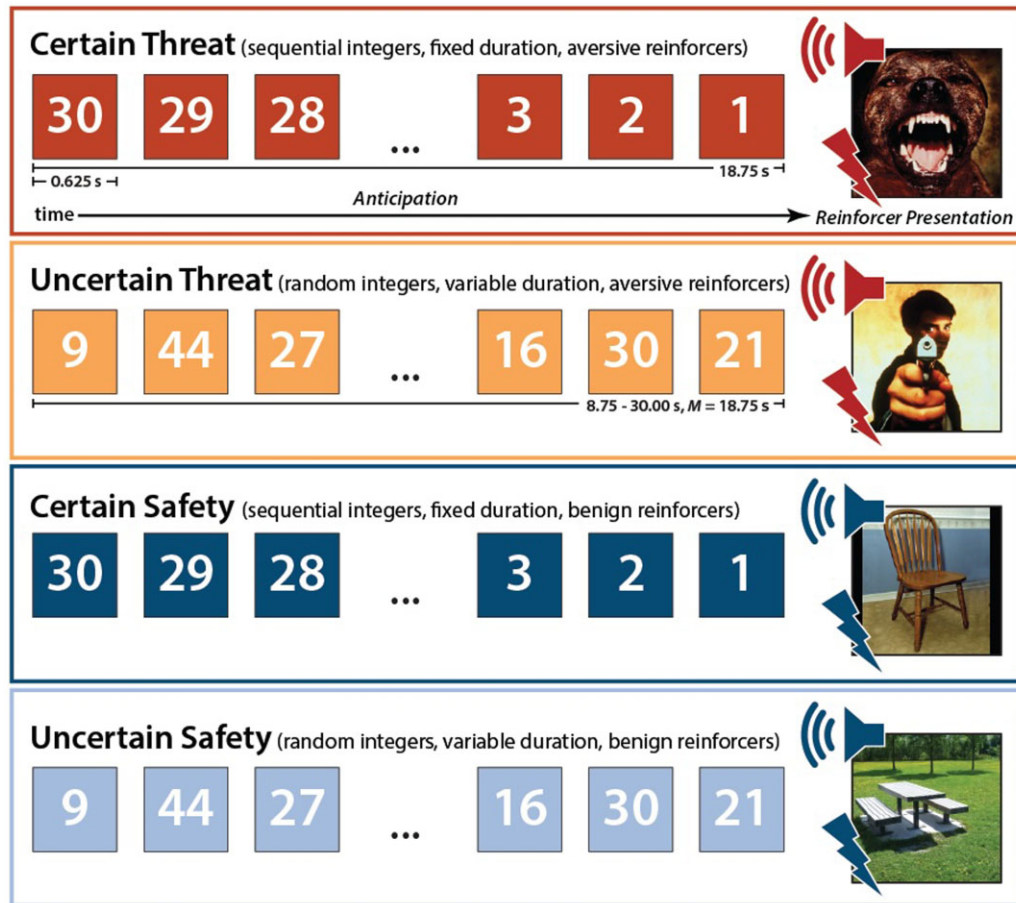 Certain Threat (sequential integers, fixed duration, aversive reinforcers)
30 29 28 ... 3 2 1
0.625 s 18.75 s
Anticipation
time Reinforcer Presentation
Uncertain Threat (random integers, variable duration, aversive reinforcers)
9 44 27 ... 16 30 21
8.75 - 30.00 s, M = 18.75 s
Certain Safety (sequential integers, fixed duration, benign reinforcers)
30 29 28 ... 3 2 1
Uncertain Safety (random integers, variable duration, benign reinforcers)
9 44 27 ... 16 30 21